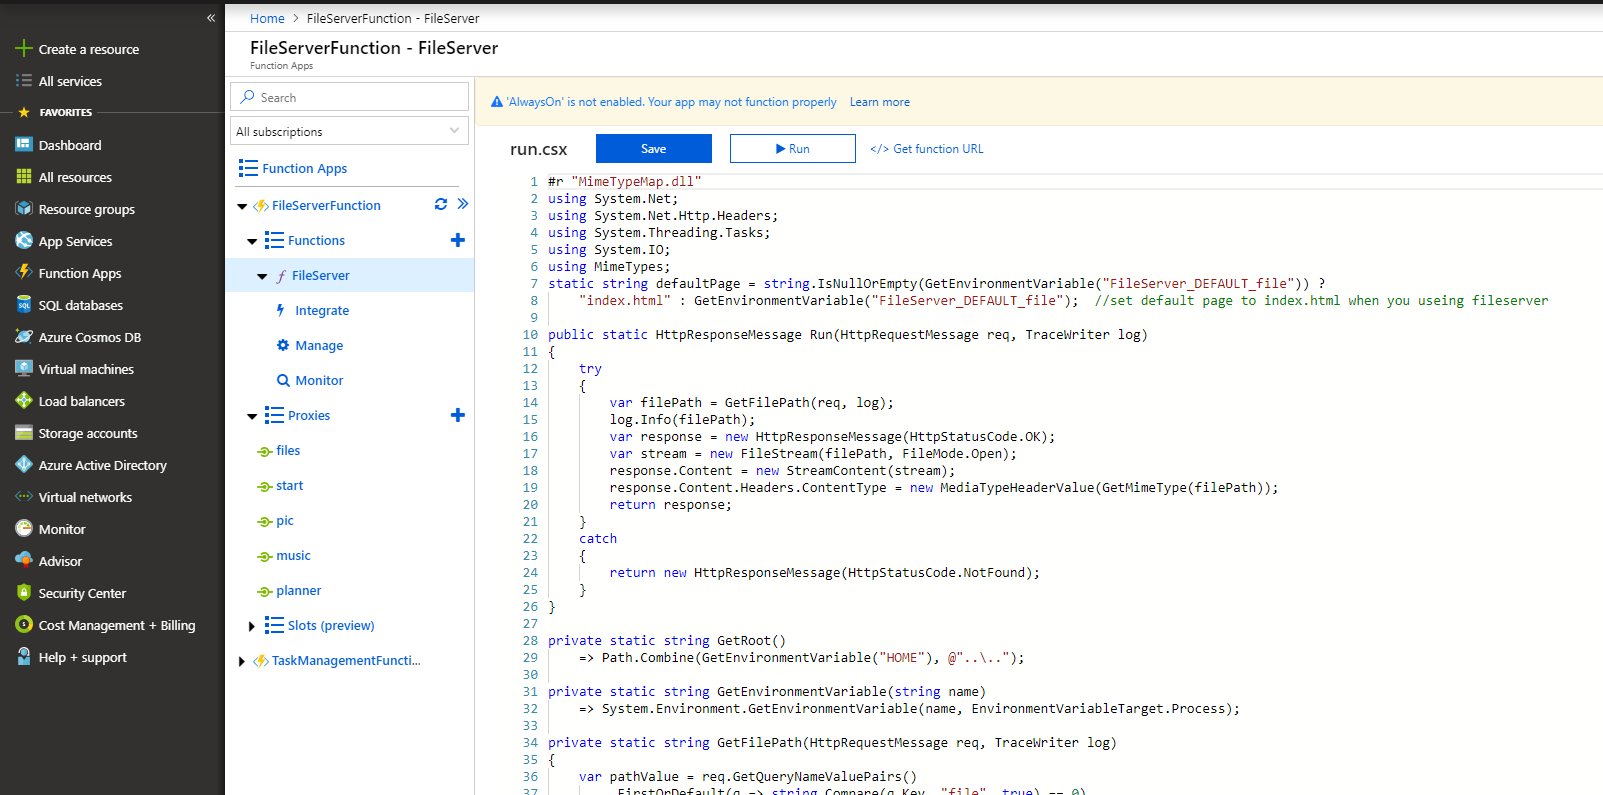 «
Create a resource
All services
FAVORITES
Dashboard
All resources
Resource groups
App Services
Function Apps
SQL databases
Azure Cosmos DB
Virtual machines
Load balancers
Storage accounts
Azure Active Directory
Virtual networks
Monitor
Advisor
Security Center
Cost Management + Billing
Help + support
Home > FileServerFunction - FileServer
FileServerFunction - FileServer
Function Apps
Search
All subscriptions
Function Apps
FileServerFunction
Functions
FileServer
Integrate
Manage
Monitor
Proxies
files
start
pic
music
planner
Slots (preview)
TaskManagementFuncti...
'AlwaysOn' is not enabled. Your app may not function properly Learn more
run.csx Save Run </> Get function URL
1 #r "MimeTypeMap.dll"
2 using System.Net;
3 using System.Net.Http.Headers;
4 using System.Threading.Tasks;
5 using System.IO;
6 using MimeTypes;
7 static string defaultPage = string.IsNullOrEmpty(GetEnvironmentVariable("FileServer_DEFAULT_file")) ?
8 "index.html" : GetEnvironmentVariable("FileServer_DEFAULT_file"); //set default page to index.html when you useing fileserver
9
10 public static HttpResponseMessage Run(HttpRequestMessage req, TraceWriter log)
11 {
12 try
13 {
14 var filePath = GetFilePath(req, log);
15 log.Info(filePath);
16 var response = new HttpResponseMessage(HttpStatusCode.OK);
17 var stream = new FileStream(filePath, FileMode.Open);
18 response.Content = new StreamContent(stream);
19 response.Content.Headers.ContentType = new MediaTypeHeaderValue(GetMimeType(filePath));
20 return response;
21 }
22 catch
23 {
24 return new HttpResponseMessage(HttpStatusCode.NotFound);
25 }
26 }
27
28 private static string GetRoot()
29 => Path.Combine(GetEnvironmentVariable("HOME"), @"..\..");
30
31 private static string GetEnvironmentVariable(string name)
32 => System.Environment.GetEnvironmentVariable(name, EnvironmentVariableTarget.Process);
33
34 private static string GetFilePath(HttpRequestMessage req, TraceWriter log)
35 {
36 var pathValue = req.GetQueryNameValuePairs()
37 .FirstOrDefault(q => string.Compare(q.Key, "file", true) == 0)